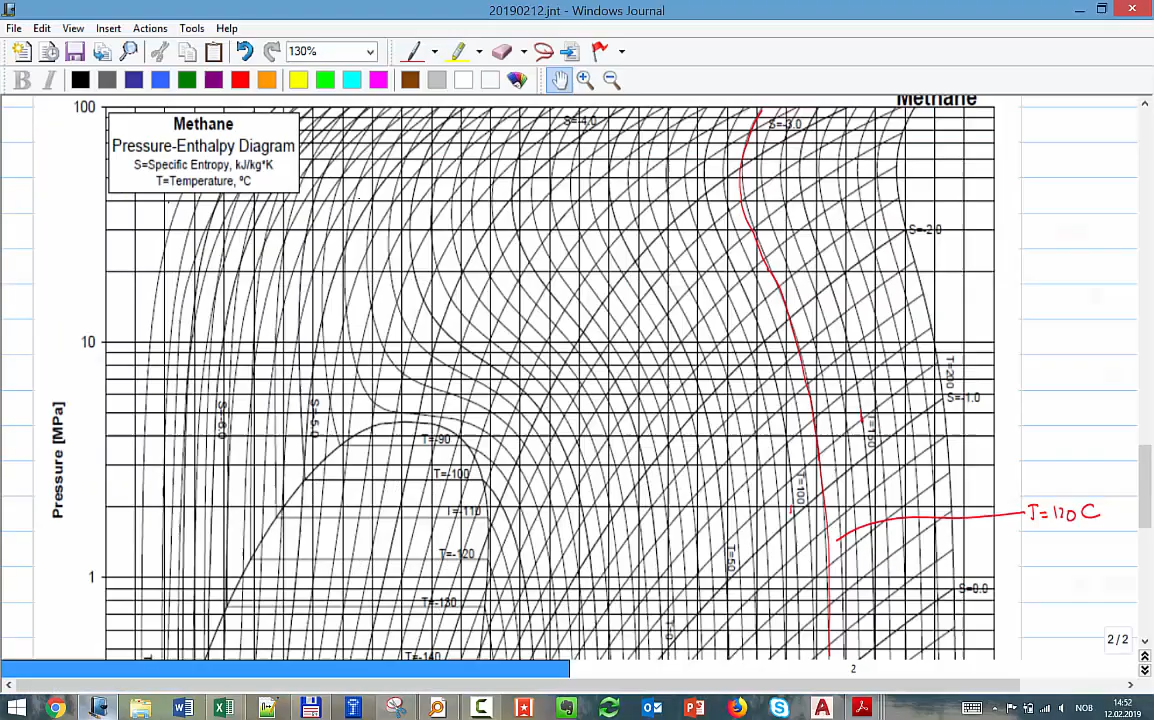 20190212.jnt - Windows Journal
File Edit View Insert Actions Tools Help
130%
B I
Methane
100
Methane
Pressure-Enthalpy Diagram
S=Specific Entropy, kJ/kg*K
T=Temperature, ºC
S=-4.0
S=-3.0
S=-2.0
10
T=200
S=-1.0
S=-6.0
S=-5.0
T=150
T=-90
T=-100
T=100
Pressure [MPa]
T=-110
T=120 C
T=-120
T=50
1
S=0.0
T=-130
T=0
2 / 2
T=-140
2
NOB
14:52
12.02.2019